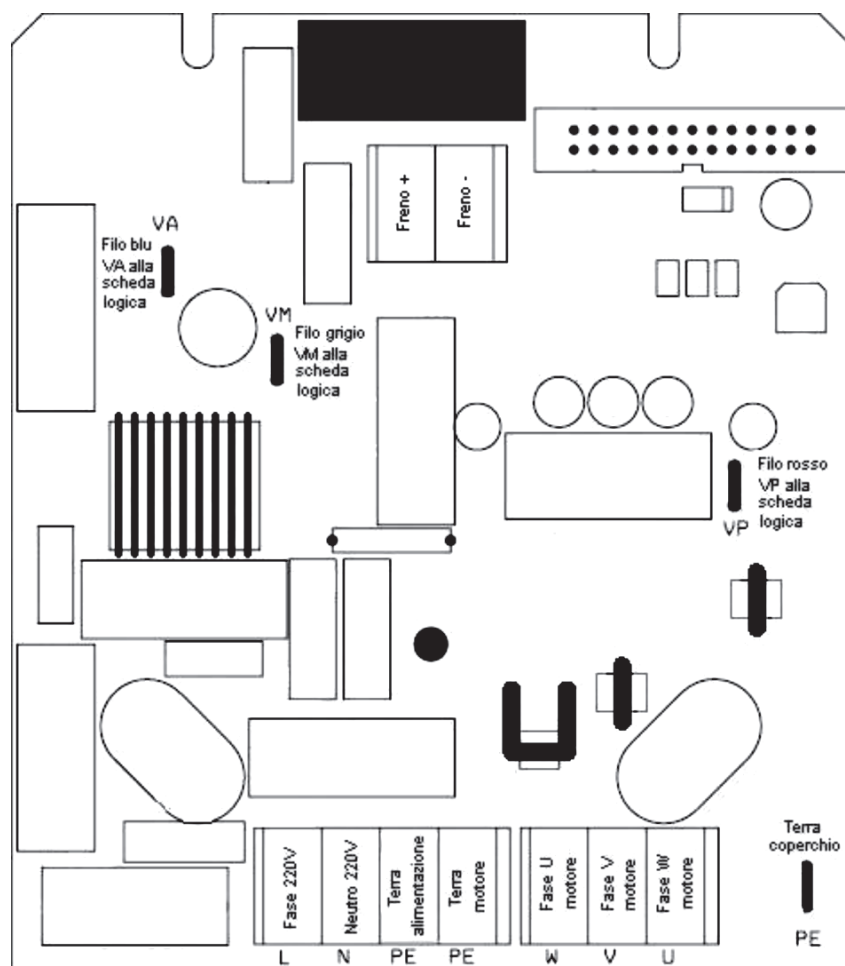 Freno +
Freno -
VA
Filo blu
VA alla
scheda
logica
VM
Filo grigio
VM alla
scheda
logica
Filo rosso
VP alla
scheda
logica
VP
Terra
coperchio
PE
Fase 220V
Neutro 220V
Terra
alimentazione
Terra
motore
Fase U
motore
Fase V
motore
Fase W
motore
L N PE PE W V U